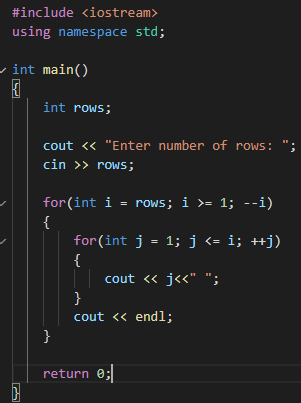 #include <iostream>
using namespace std;

int main()
{
    int rows;

    cout << "Enter number of rows: ";
    cin >> rows;

    for(int i = rows; i >= 1; --i)
    {
        for(int j = 1; j <= i; ++j)
        {
            cout << j<<" ";
        }
        cout << endl;
    }

    return 0;
}